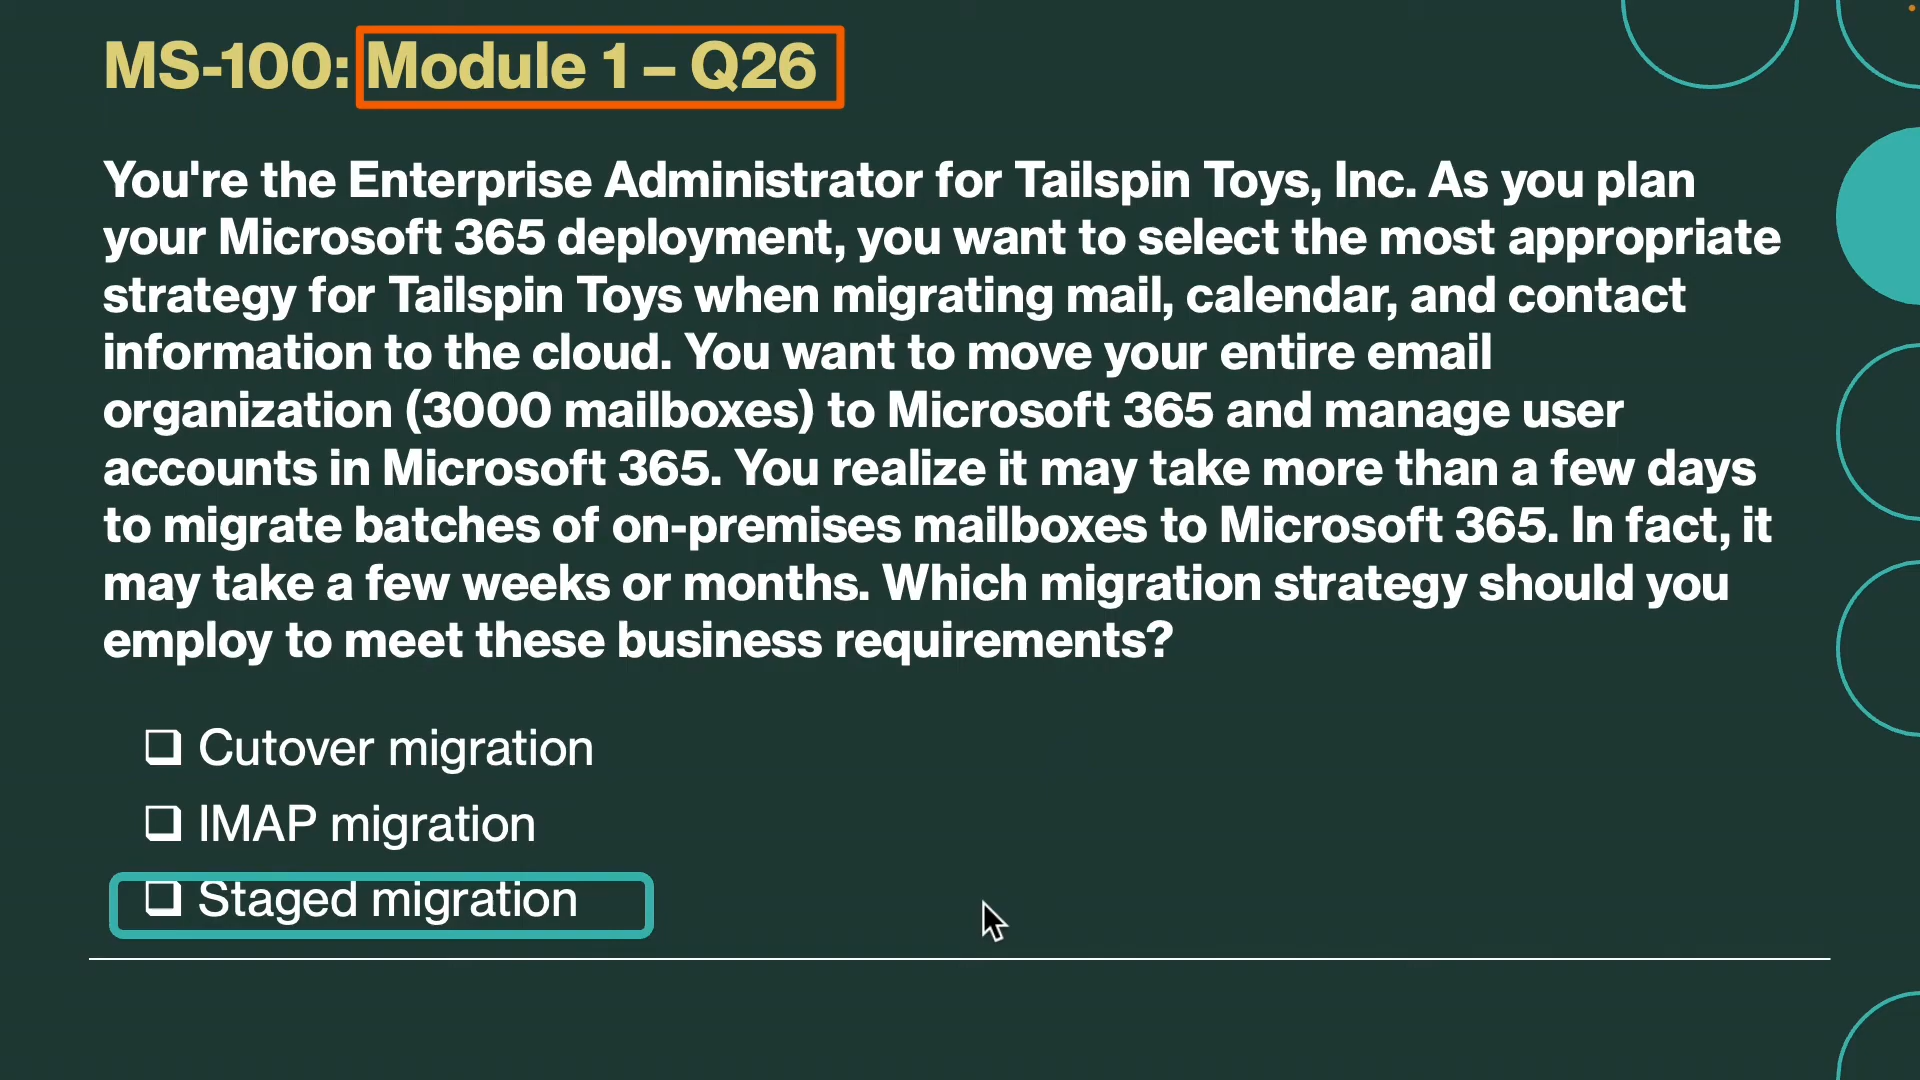 MS-100: Module 1 – Q26
You're the Enterprise Administrator for Tailspin Toys, Inc. As you plan
your Microsoft 365 deployment, you want to select the most appropriate
strategy for Tailspin Toys when migrating mail, calendar, and contact
information to the cloud. You want to move your entire email
organization (3000 mailboxes) to Microsoft 365 and manage user
accounts in Microsoft 365. You realize it may take more than a few days
to migrate batches of on-premises mailboxes to Microsoft 365. In fact, it
may take a few weeks or months. Which migration strategy should you
employ to meet these business requirements?
❑ Cutover migration
❑ IMAP migration
❑ Staged migration